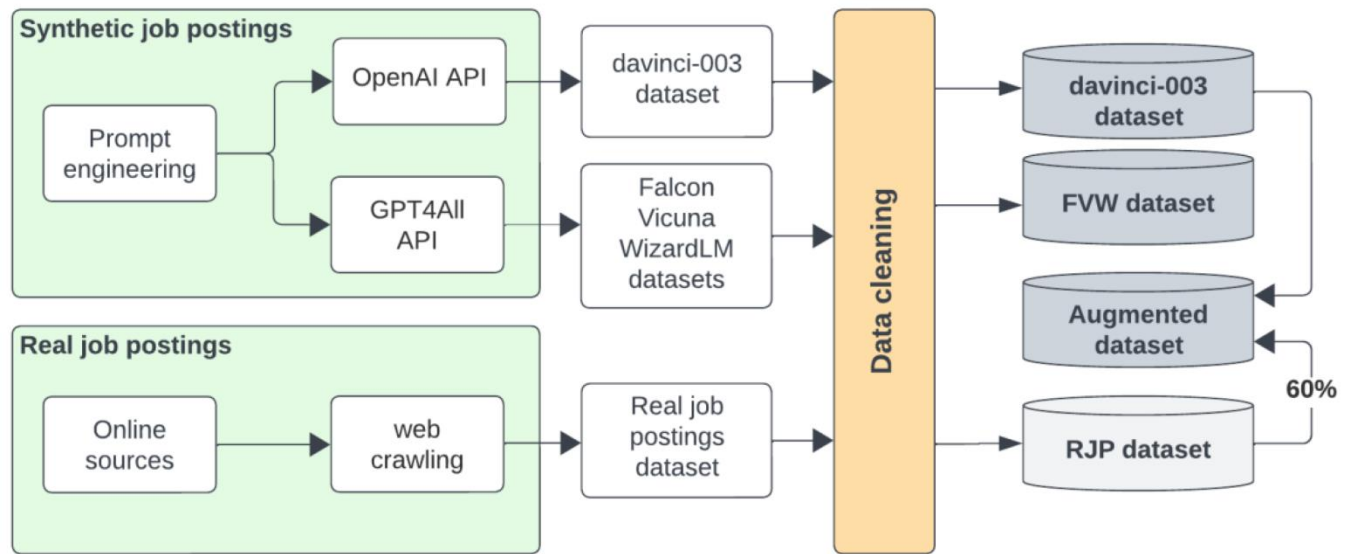 Synthetic job postings
Prompt
engineering
OpenAI API
GPT4All
API
davinci-003
dataset
Falcon
Vicuna
WizardLM
datasets
Real job postings
Online
sources
web
crawling
Real job
postings
dataset
Data cleaning
davinci-003
dataset
FVW dataset
Augmented
dataset
60%
RJP dataset